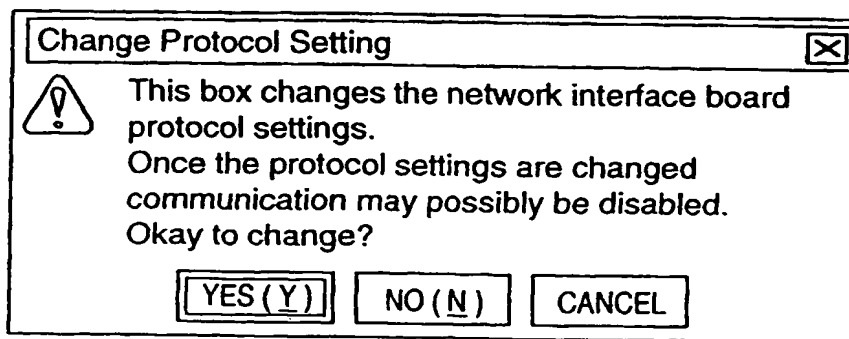 Change Protocol Setting
This box changes the network interface board
protocol settings.
Once the protocol settings are changed
communication may possibly be disabled.
Okay to change?
YES ( Y ) NO ( N ) CANCEL